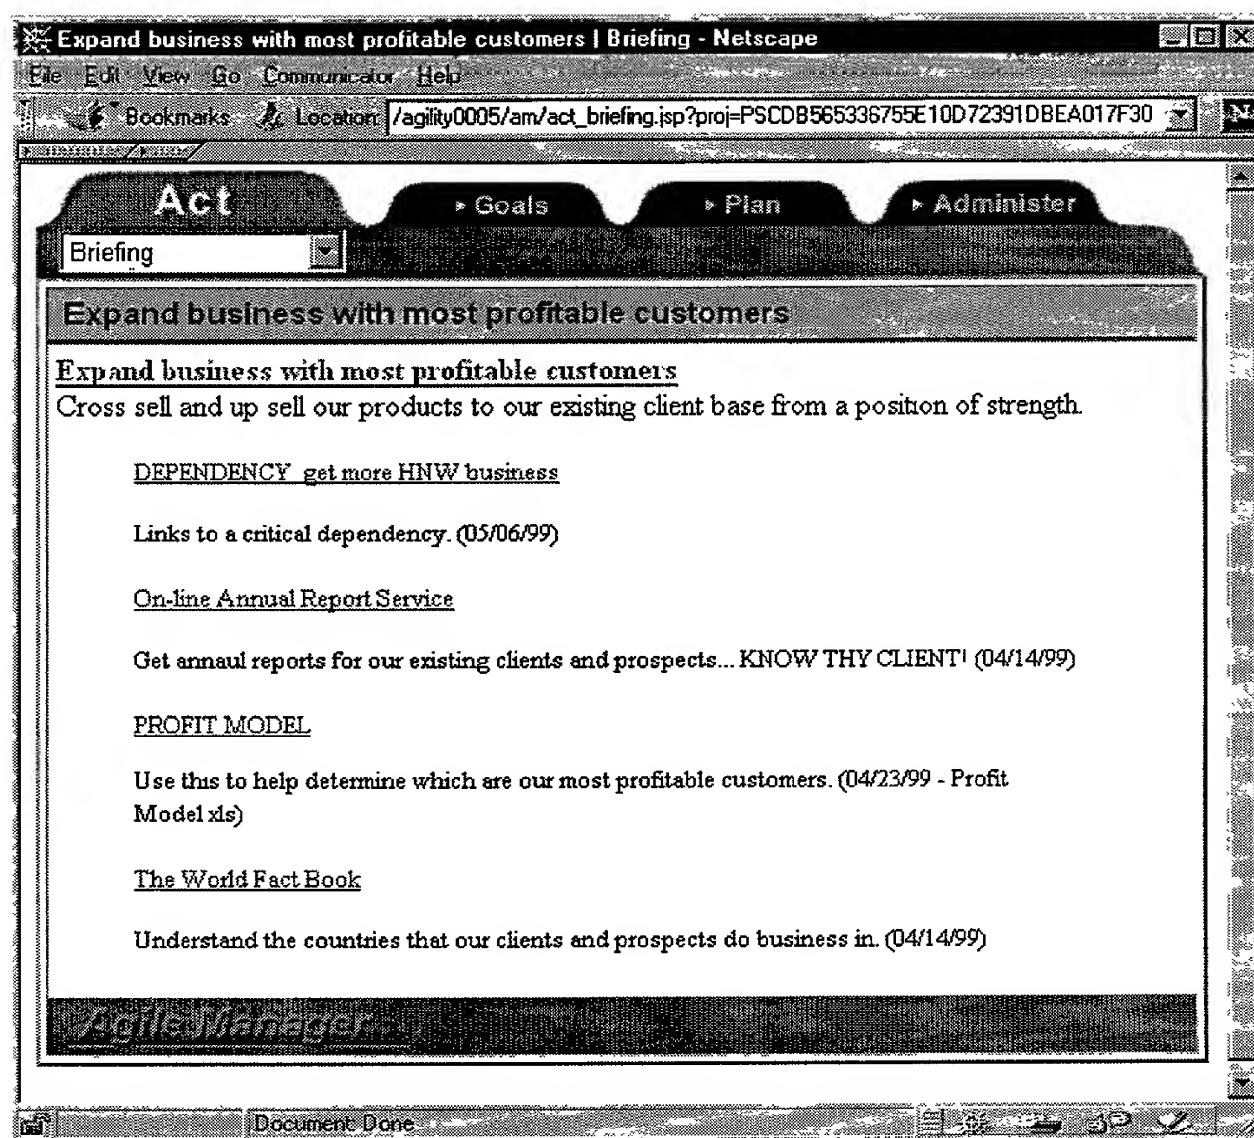 Expand business with most profitable customers | Briefing - Netscape
File Edit View Go Communicator Help
Bookmarks Location: /agility0005/am/act_briefing.jsp?proj=PSCDB565336755E10D72391DBEA017F30
Act Goals Plan Administer
Briefing
Expand business with most profitable customers
Expand business with most profitable customers
Cross sell and up sell our products to our existing client base from a position of strength.
DEPENDENCY get more HNW business
Links to a critical dependency. (05/06/99)
On-line Annual Report Service
Get annaul reports for our existing clients and prospects... KNOW THY CLIENT! (04/14/99)
PROFIT MODEL
Use this to help determine which are our most profitable customers. (04/23/99 - Profit
Model.xls)
The World Fact Book
Understand the countries that our clients and prospects do business in. (04/14/99)
Agile Manager
Document: Done